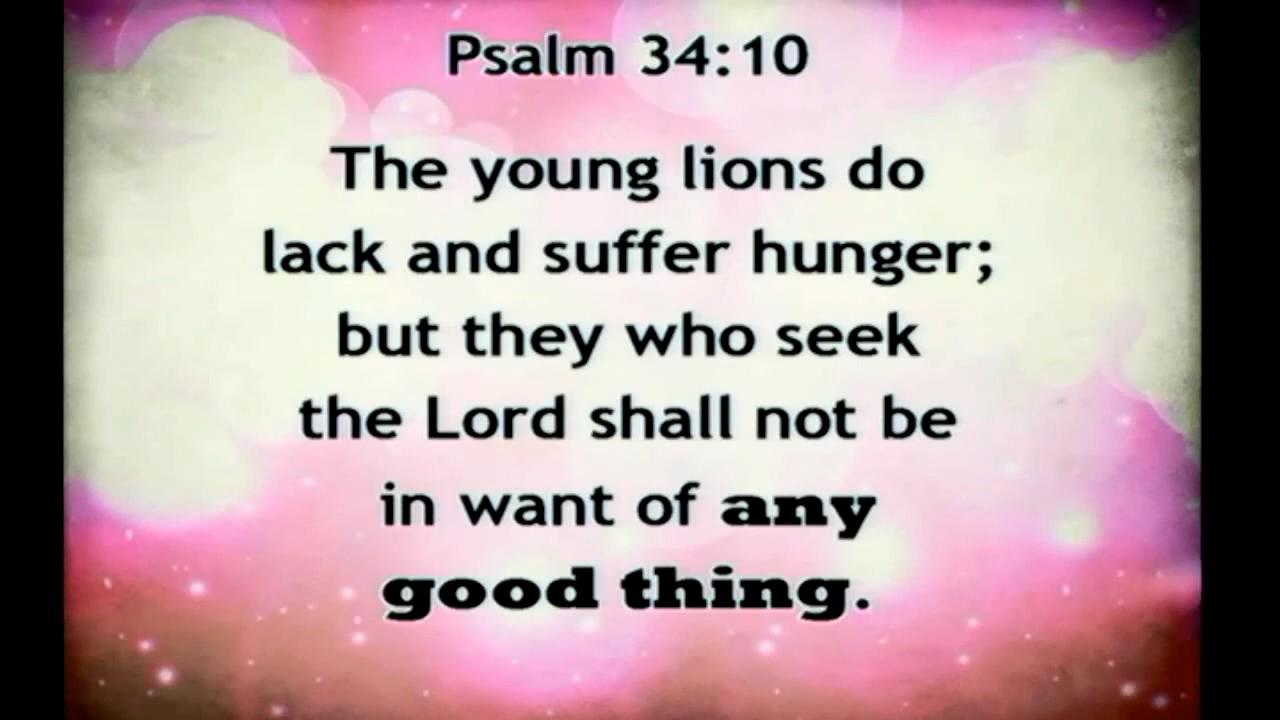 Psalm 34:10
The young lions do
lack and suffer hunger;
but they who seek
the Lord shall not be
in want of any
good thing.